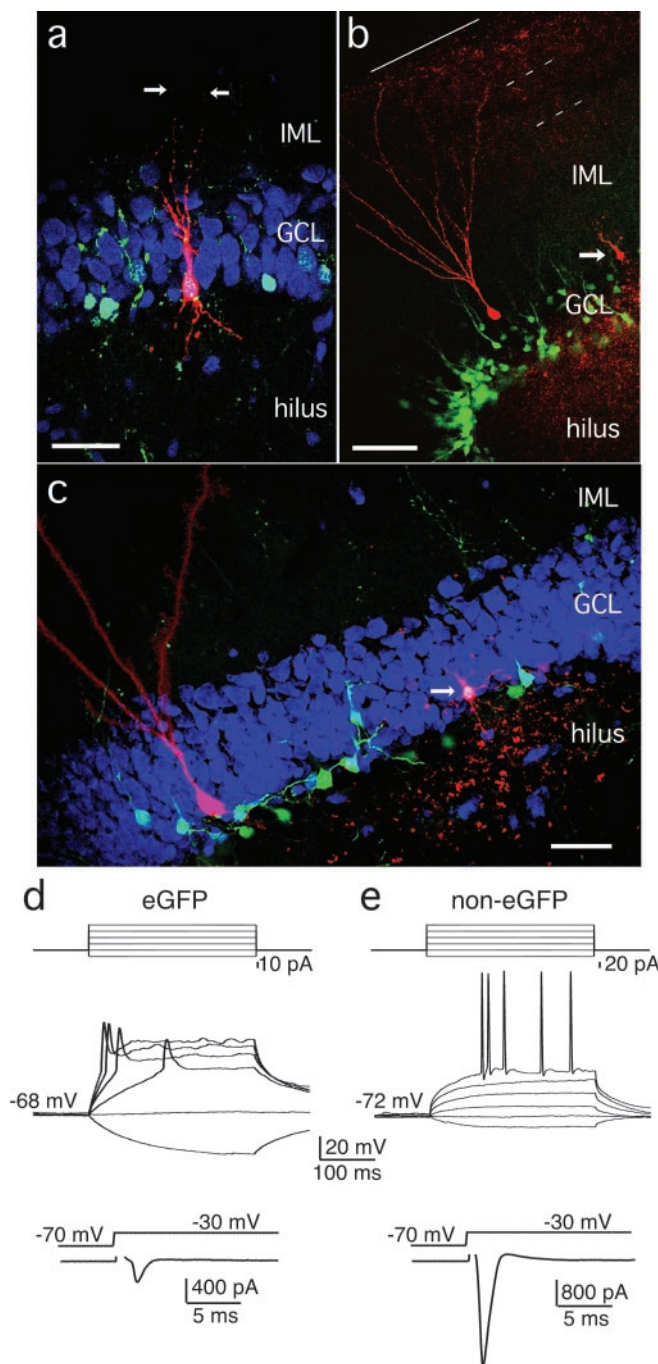 a
IML
GCL
hilus
b
IML
GCL
hilus
c
IML
GCL
hilus
d
eGFP
10 pA
-68 mV
20 mV
100 ms
-70 mV
-30 mV
400 pA
5 ms
e
non-eGFP
20 pA
-72 mV
-70 mV
-30 mV
800 pA
5 ms